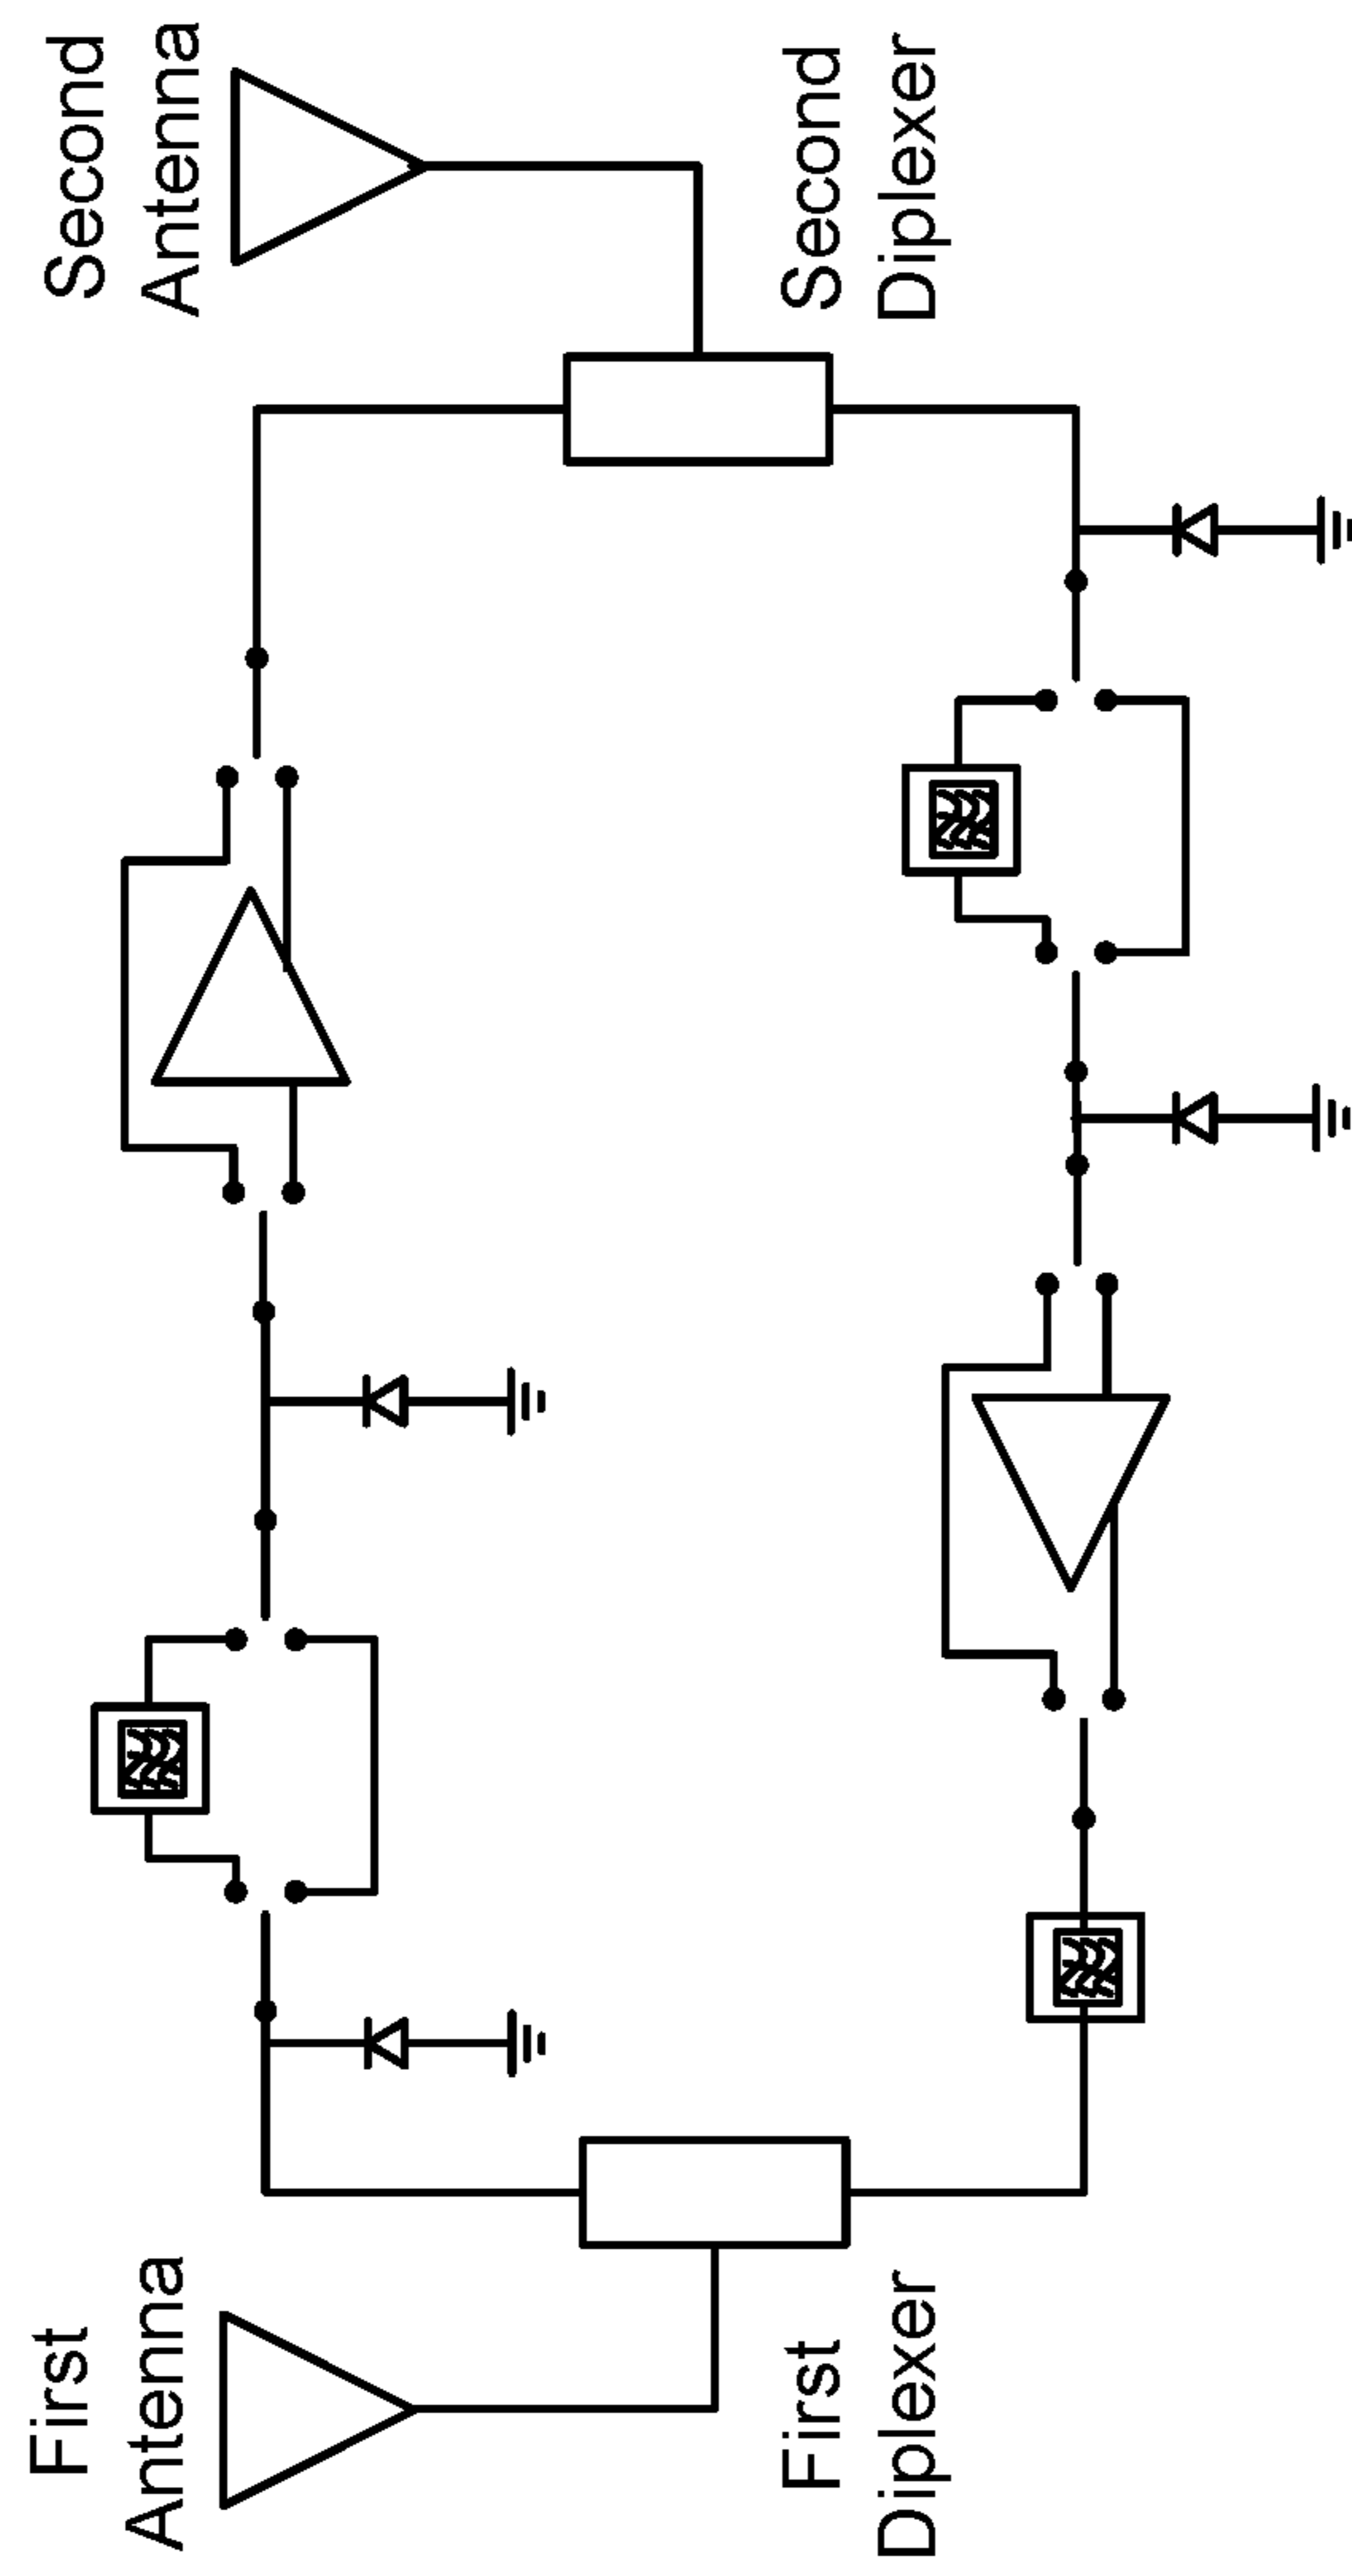 First
Antenna
First
Diplexer
Second
Antenna
Second
Diplexer